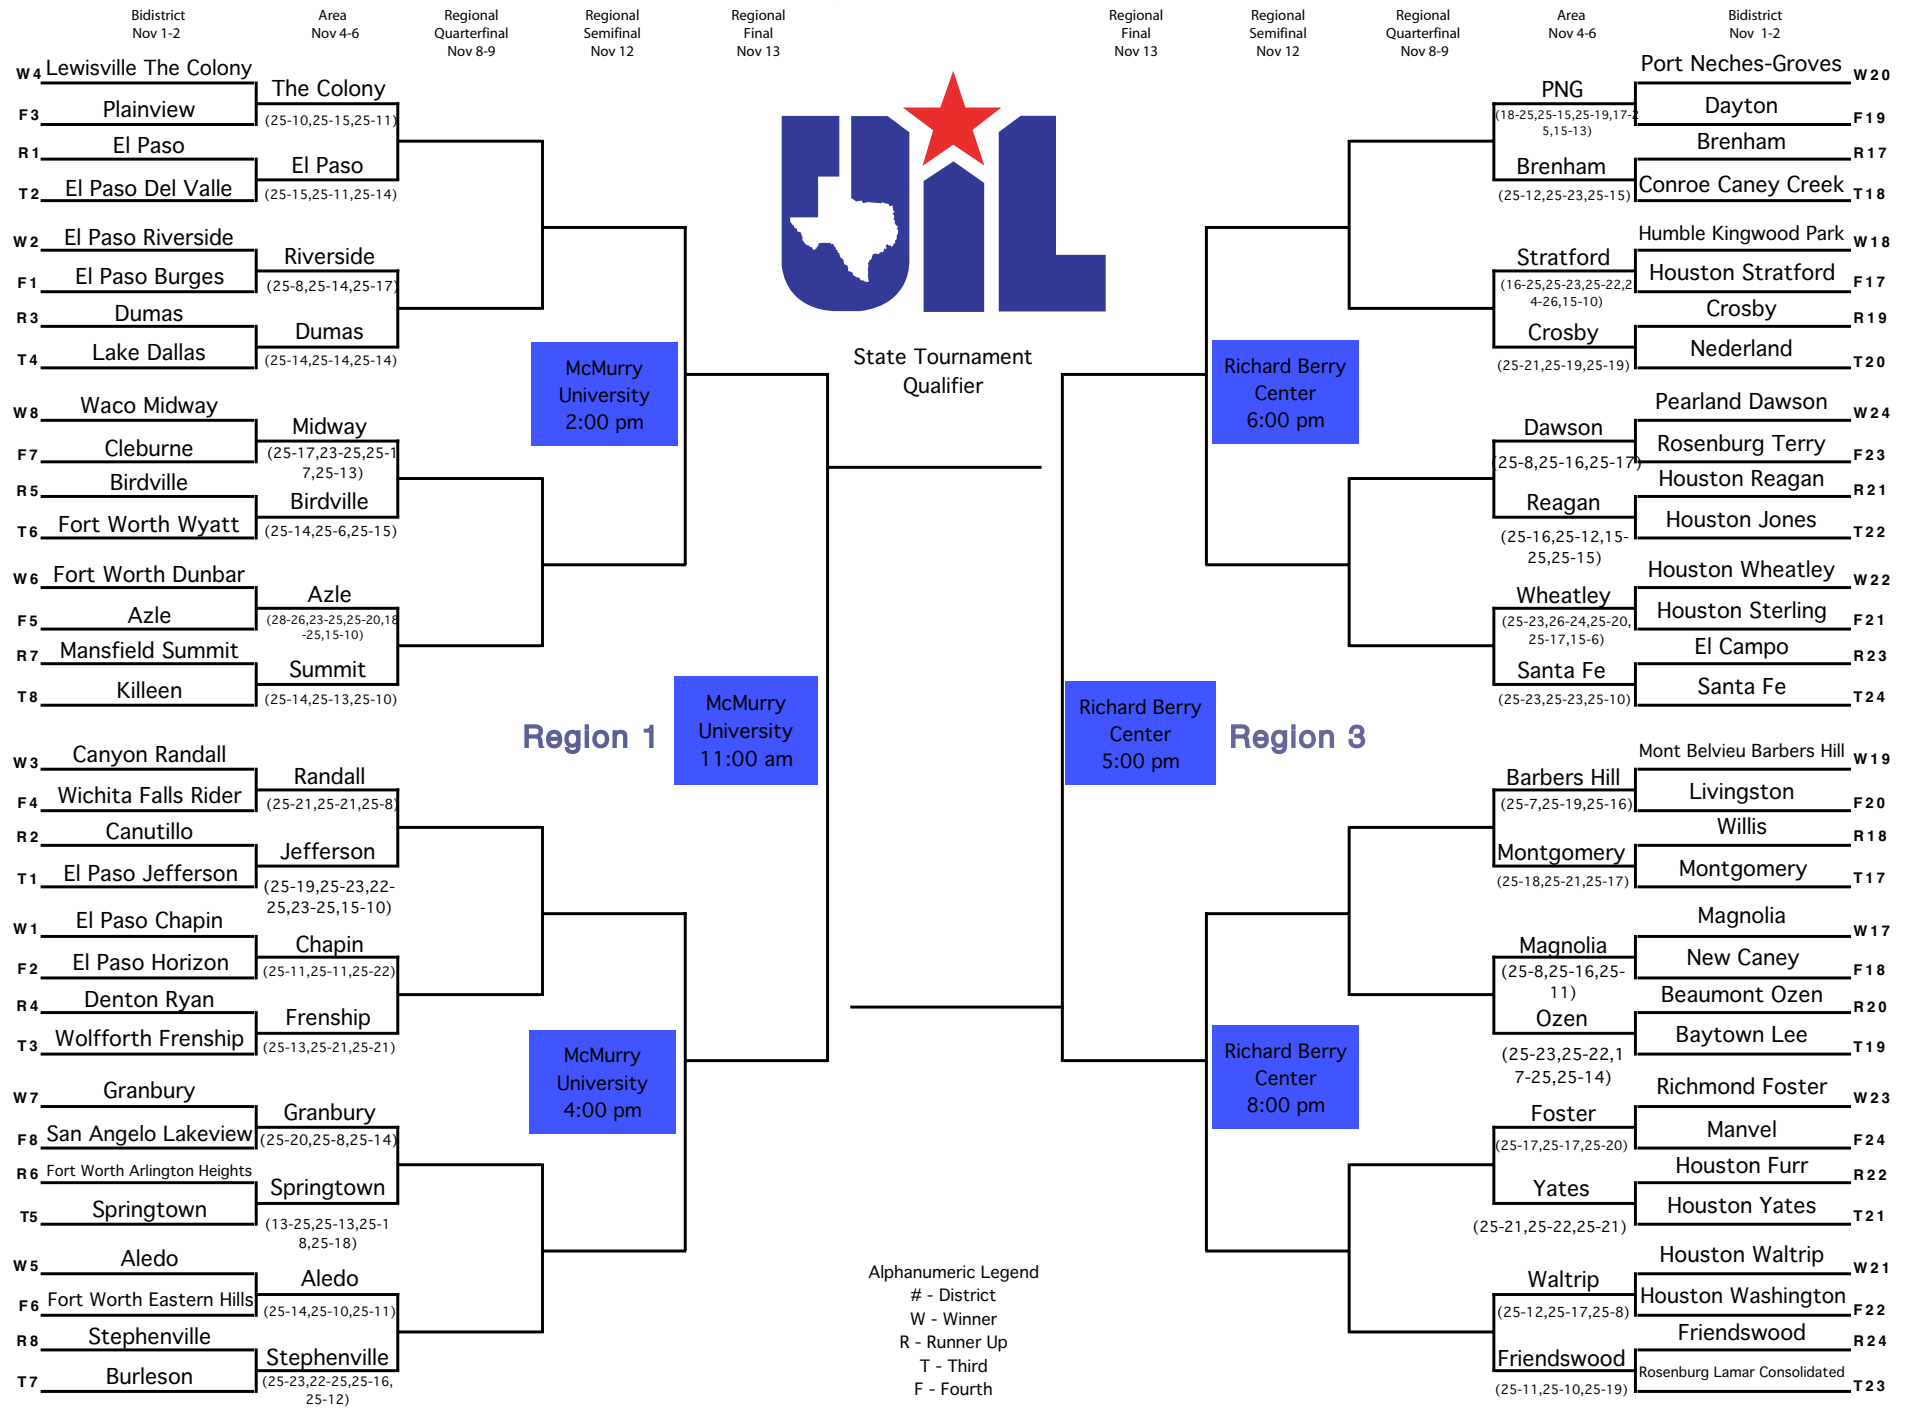 Bidistrict
Nov 1-2
Area
Nov 4-6
Regional
Quarterfinal
Nov 8-9
Regional
Semifinal
Nov 12
Regional
Final
Nov 13
Regional
Final
Nov 13
Regional
Semifinal
Nov 12
Regional
Quarterfinal
Nov 8-9
Area
Nov 4-6
Bidistrict
Nov 1-2
W4 Lewisville The Colony
F3 Plainview
R1 El Paso
T2 El Paso Del Valle
W2 El Paso Riverside
F1 El Paso Burges
R3 Dumas
T4 Lake Dallas
W8 Waco Midway
F7 Cleburne
R5 Birdville
T6 Fort Worth Wyatt
W6 Fort Worth Dunbar
F5 Azle
R7 Mansfield Summit
T8 Killeen
W3 Canyon Randall
F4 Wichita Falls Rider
R2 Canutillo
T1 El Paso Jefferson
W1 El Paso Chapin
F2 El Paso Horizon
R4 Denton Ryan
T3 Wolfforth Frenship
W7 Granbury
F8 San Angelo Lakeview
R6 Fort Worth Arlington Heights
T5 Springtown
W5 Aledo
F6 Fort Worth Eastern Hills
R8 Stephenville
T7 Burleson
The Colony
(25-10,25-15,25-11)
El Paso
(25-15,25-11,25-14)
Riverside
(25-8,25-14,25-17)
Dumas
(25-14,25-14,25-14)
Midway
(25-17,23-25,25-1
7,25-13)
Birdville
(25-14,25-6,25-15)
Azle
(28-26,23-25,25-20,18
-25,15-10)
Summit
(25-14,25-13,25-10)
Randall
(25-21,25-21,25-8)
Jefferson
(25-19,25-23,22-
25,23-25,15-10)
Chapin
(25-11,25-11,25-22)
Frenship
(25-13,25-21,25-21)
Granbury
(25-20,25-8,25-14)
Springtown
(13-25,25-13,25-1
8,25-18)
Aledo
(25-14,25-10,25-11)
Stephenville
(25-23,22-25,25-16,
25-12)
McMurry
University
2:00 pm
Region 1
McMurry
University
11:00 am
McMurry
University
4:00 pm
UIL
State Tournament
Qualifier
Alphanumeric Legend
# - District
W - Winner
R - Runner Up
T - Third
F - Fourth
Richard Berry
Center
6:00 pm
Richard Berry
Center
5:00 pm
Region 3
Richard Berry
Center
8:00 pm
PNG
(18-25,25-15,25-19,17-2
5,15-13)
Brenham
(25-12,25-23,25-15)
Stratford
(16-25,25-23,25-22,2
4-26,15-10)
Crosby
(25-21,25-19,25-19)
Dawson
(25-8,25-16,25-17)
Reagan
(25-16,25-12,15-
25,25-15)
Wheatley
(25-23,26-24,25-20,
25-17,15-6)
Santa Fe
(25-23,25-23,25-10)
Barbers Hill
(25-7,25-19,25-16)
Montgomery
(25-18,25-21,25-17)
Magnolia
(25-8,25-16,25-
11)
Ozen
(25-23,25-22,1
7-25,25-14)
Foster
(25-17,25-17,25-20)
Yates
(25-21,25-22,25-21)
Waltrip
(25-12,25-17,25-8)
Friendswood
(25-11,25-10,25-19)
Port Neches-Groves W20
Dayton F19
Brenham R17
Conroe Caney Creek T18
Humble Kingwood Park W18
Houston Stratford F17
Crosby R19
Nederland T20
Pearland Dawson W24
Rosenburg Terry F23
Houston Reagan R21
Houston Jones T22
Houston Wheatley W22
Houston Sterling F21
El Campo R23
Santa Fe T24
Mont Belvieu Barbers Hill W19
Livingston F20
Willis R18
Montgomery T17
Magnolia W17
New Caney F18
Beaumont Ozen R20
Baytown Lee T19
Richmond Foster W23
Manvel F24
Houston Furr R22
Houston Yates T21
Houston Waltrip W21
Houston Washington F22
Friendswood R24
Rosenburg Lamar Consolidated T23